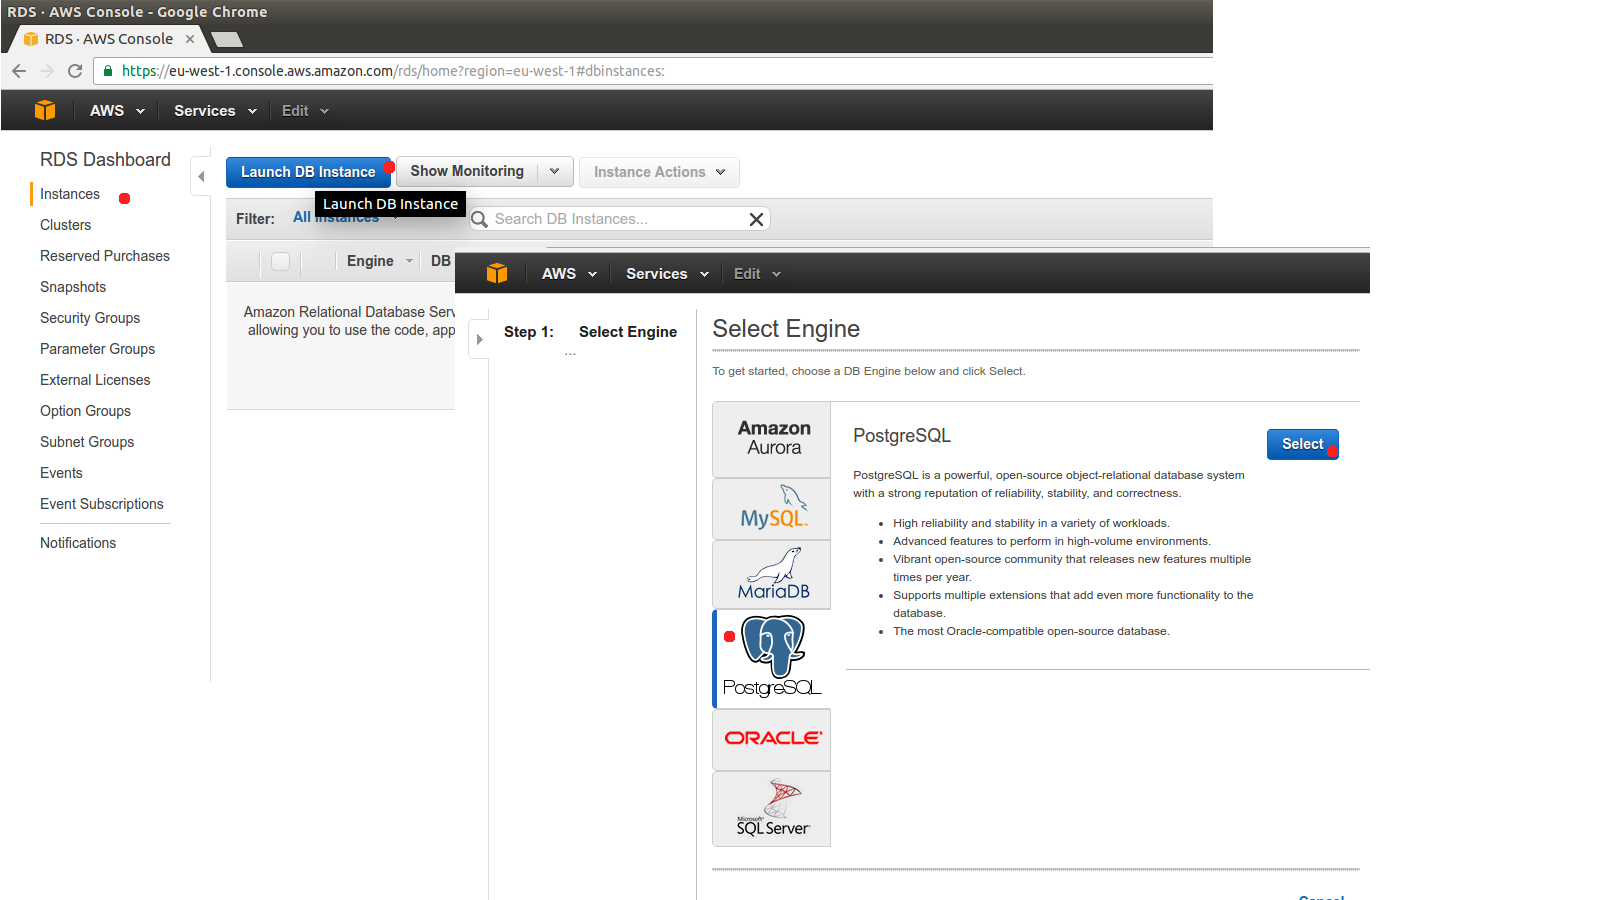 RDS · AWS Console - Google Chrome
RDS · AWS Console
https://eu-west-1.console.aws.amazon.com/rds/home?region=eu-west-1#dbinstances:
AWS Services Edit
RDS Dashboard
Instances
Clusters
Reserved Purchases
Snapshots
Security Groups
Parameter Groups
External Licenses
Option Groups
Subnet Groups
Events
Event Subscriptions
Notifications
Launch DB Instance Show Monitoring Instance Actions
Launch DB Instance
Filter: All Instances Search DB Instances...
Engine DB
Amazon Relational Database Serv
allowing you to use the code, app
AWS Services Edit
Step 1: Select Engine
...
Select Engine
To get started, choose a DB Engine below and click Select.
Amazon
Aurora
MySQL
MariaDB
PostgreSQL
ORACLE
Microsoft
SQL Server
PostgreSQL
Select
PostgreSQL is a powerful, open-source object-relational database system
with a strong reputation of reliability, stability, and correctness.
• High reliability and stability in a variety of workloads.
• Advanced features to perform in high-volume environments.
• Vibrant open-source community that releases new features multiple
times per year.
• Supports multiple extensions that add even more functionality to the
database.
• The most Oracle-compatible open-source database.
Cancel